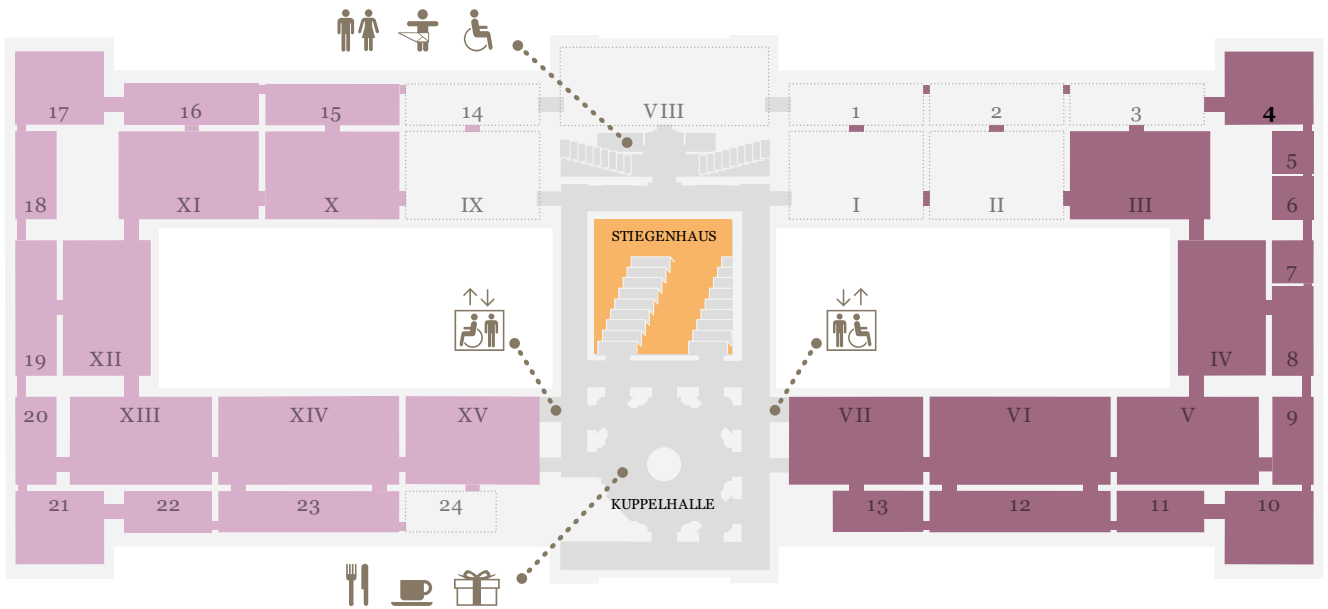 17 16 15 14 VIII 1 2 3 4
5
18 XI X IX I II III 6
STIEGENHAUS
7
19 XII IV 8
20 XIII XIV XV VII VI V 9
21 22 23 24 KUPPELHALLE 13 12 11 10